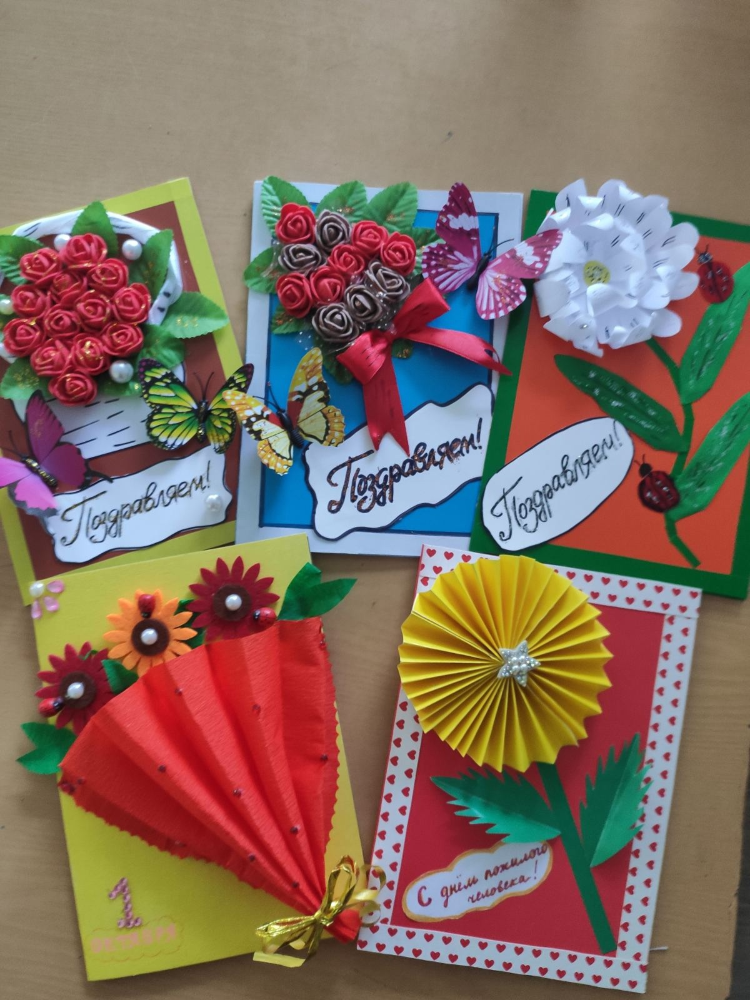 Поздравляем!
Поздравляем!
Поздравляем!
1
ОКТЯБРЯ
С днём пожилого
человека!